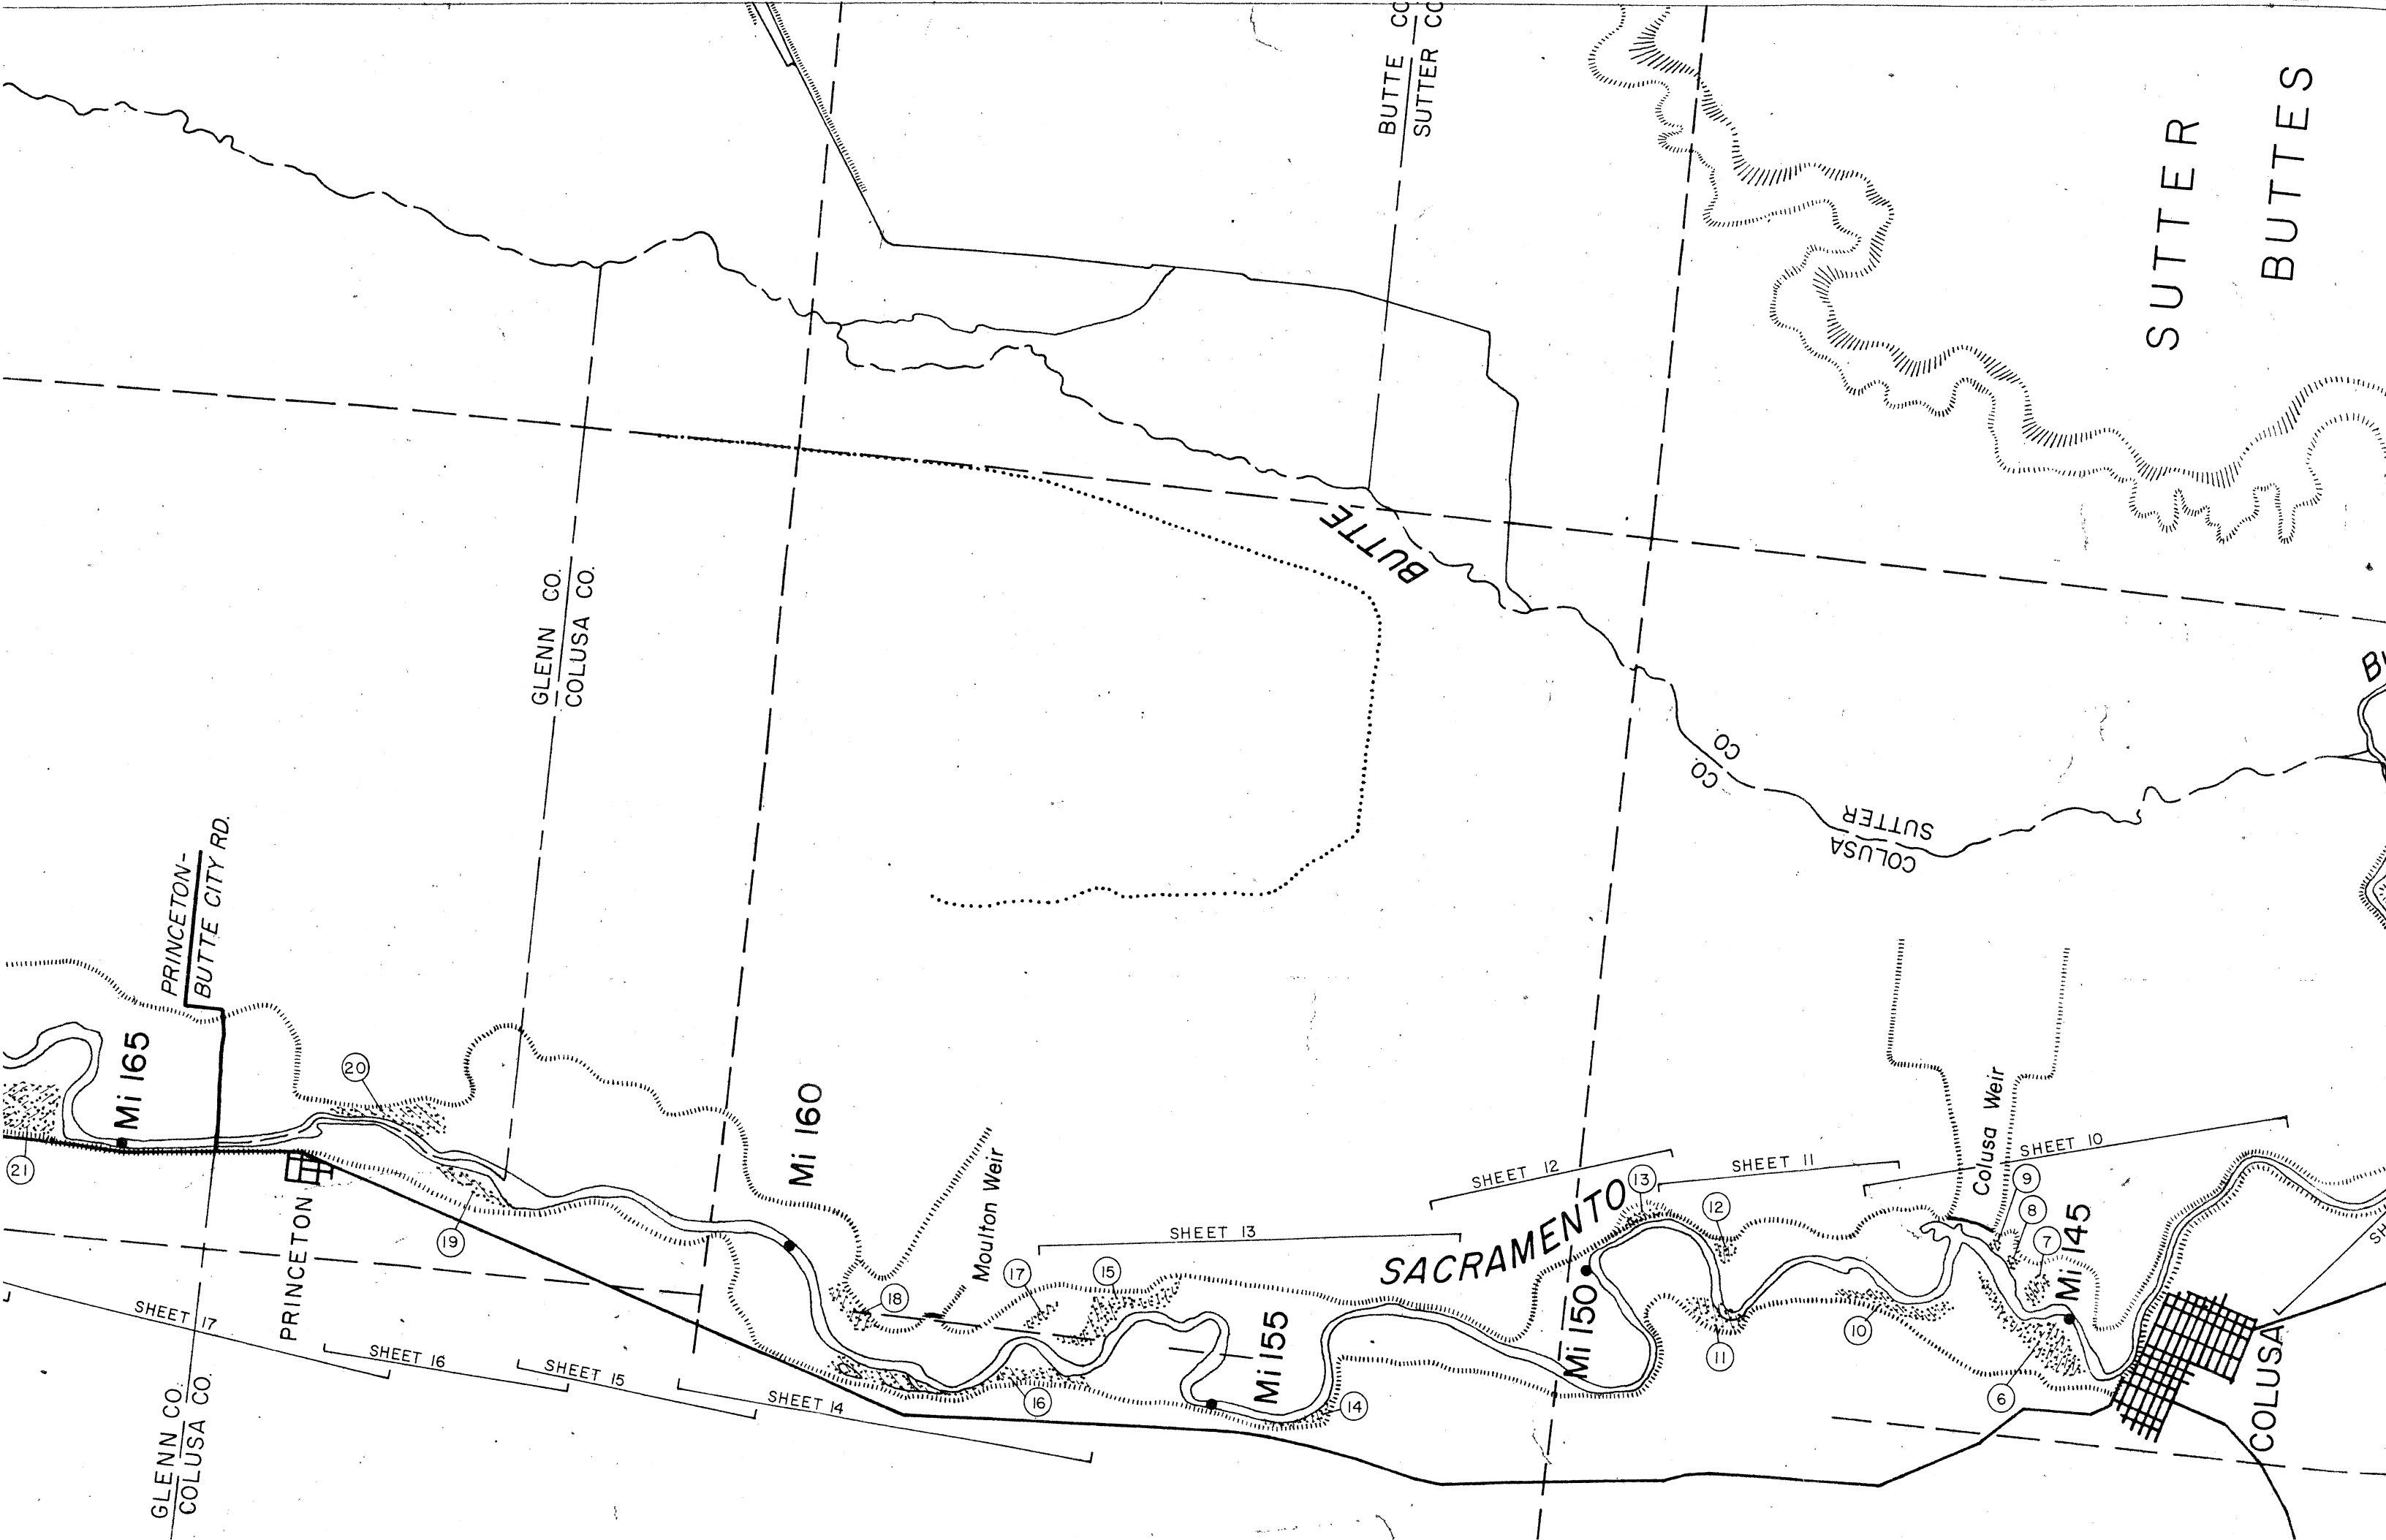 BUTTE CO
SUTTER CO
SUTTER
BUTTES
BUTTE
GLENN CO.
COLUSA CO.
CO.
CO.
SUTTER
COLUSA
PRINCETON-
BUTTE CITY RD.
Mi 165
20
21
19
PRINCETON
Mi 160
Moulton Weir
18
17
15
16
SHEET 13
Mi 155
14
SACRAMENTO
SHEET 12
13
Mi 150
SHEET 11
12
11
10
Colusa Weir
SHEET 10
9
8
7
Mi 145
6
COLUSA
SHEET 17
SHEET 16
SHEET 15
SHEET 14
GLENN CO.
COLUSA CO.